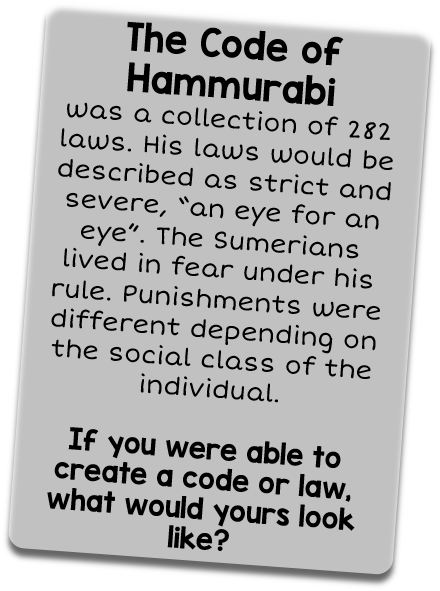 The Code of
Hammurabi
was a collection of 282
laws. His laws would be
described as strict and
severe, “an eye for an
eye”. The Sumerians
lived in fear under his
rule. Punishments were
different depending on
the social class of the
individual.
If you were able to
create a code or law,
what would yours look
like?